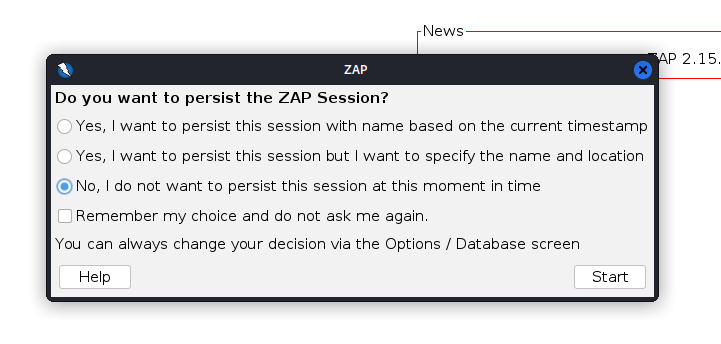 News
ZAP 2.15.
ZAP
Do you want to persist the ZAP Session?
Yes, I want to persist this session with name based on the current timestamp
Yes, I want to persist this session but I want to specify the name and location
No, I do not want to persist this session at this moment in time
Remember my choice and do not ask me again.
You can always change your decision via the Options / Database screen
Help
Start